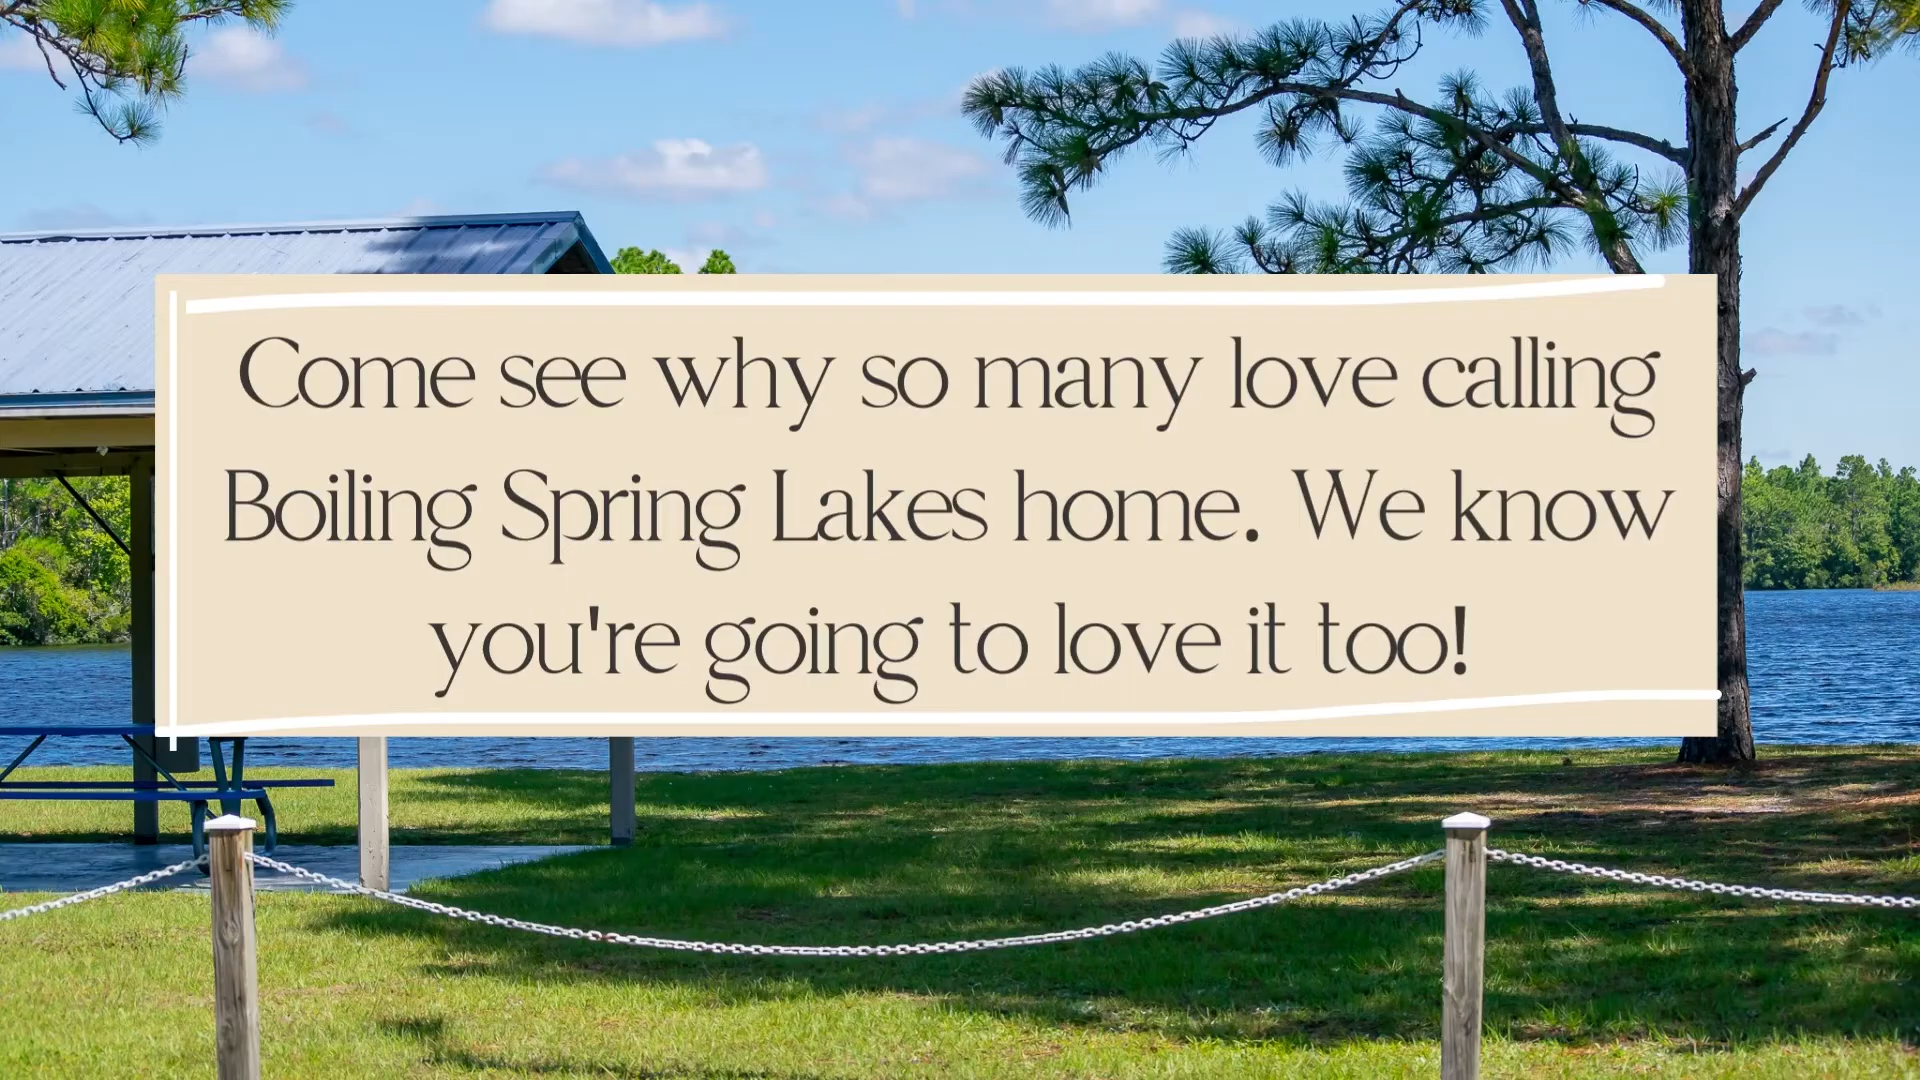 Come see why so many love calling
Boiling Spring Lakes home. We know
you're going to love it too!